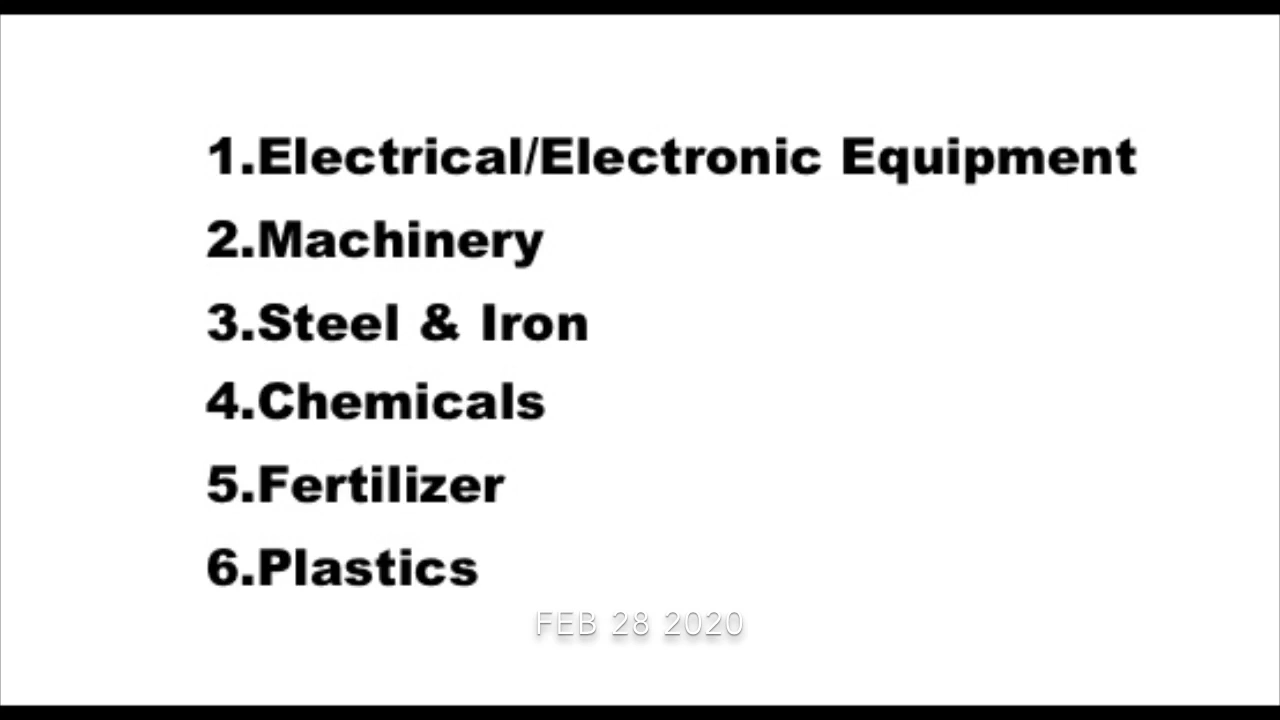 1.Electrical/Electronic Equipment
2.Machinery
3.Steel & Iron
4.Chemicals
5.Fertilizer
6.Plastics
FEB 28 2020